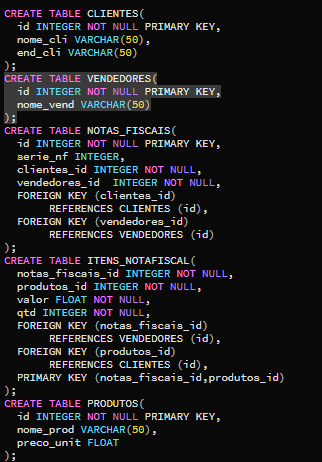 CREATE TABLE CLIENTES(
  id INTEGER NOT NULL PRIMARY KEY,
  nome_cli VARCHAR(50),
  end_cli VARCHAR(50)
);
CREATE TABLE VENDEDORES(
  id INTEGER NOT NULL PRIMARY KEY,
  nome_vend VARCHAR(50)
);
CREATE TABLE NOTAS_FISCAIS(
  id INTEGER NOT NULL PRIMARY KEY,
  serie_nf INTEGER,
  clientes_id INTEGER NOT NULL,
  vendedores_id  INTEGER NOT NULL,
  FOREIGN KEY (clientes_id)
      REFERENCES CLIENTES (id),
  FOREIGN KEY (vendedores_id)
      REFERENCES VENDEDORES (id)
);
CREATE TABLE ITENS_NOTAFISCAL(
  notas_fiscais_id INTEGER NOT NULL,
  produtos_id INTEGER NOT NULL,
  valor FLOAT NOT NULL,
  qtd INTEGER NOT NULL,
  FOREIGN KEY (notas_fiscais_id)
      REFERENCES VENDEDORES (id),
  FOREIGN KEY (produtos_id)
      REFERENCES CLIENTES (id),
  PRIMARY KEY (notas_fiscais_id,produtos_id)
);
CREATE TABLE PRODUTOS(
  id INTEGER NOT NULL PRIMARY KEY,
  nome_prod VARCHAR(50),
  preco_unit FLOAT
);